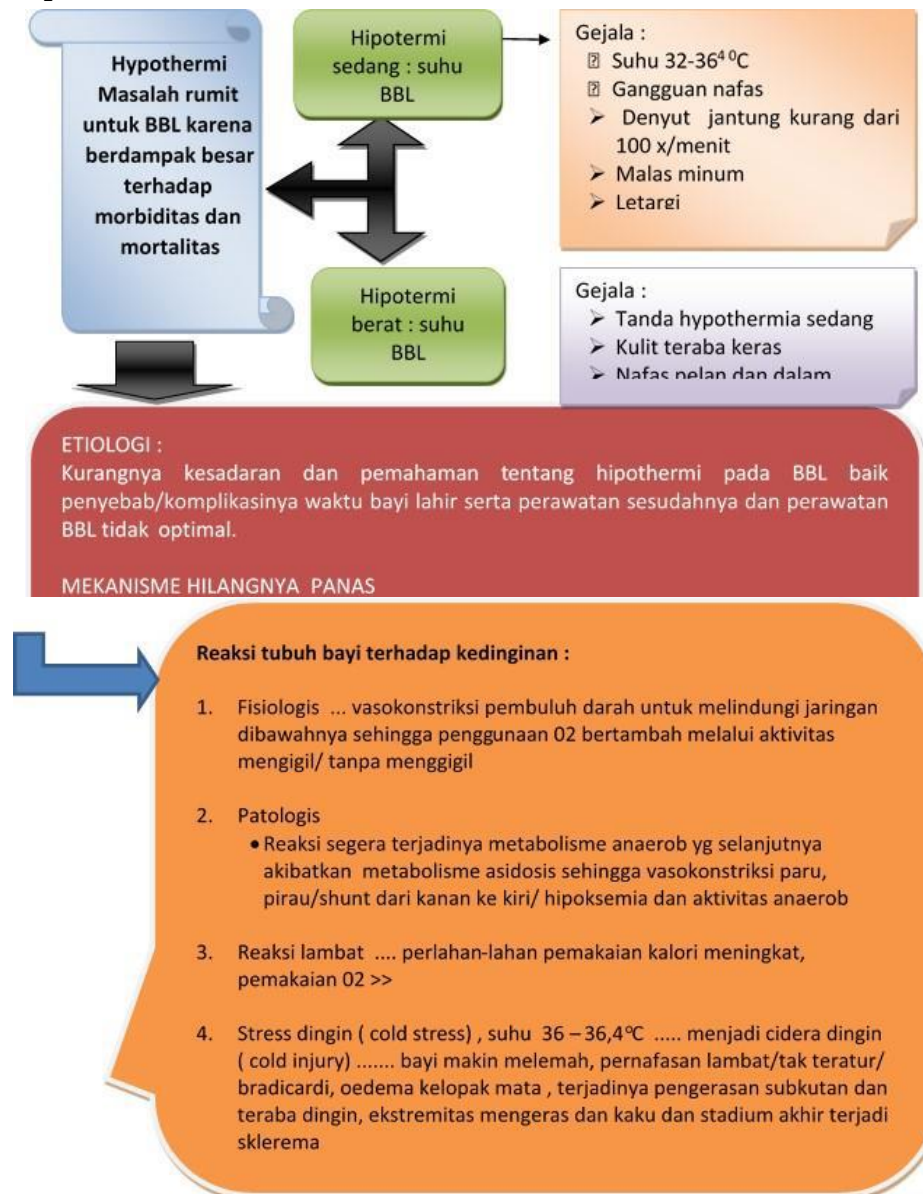 Hypothermi
Masalah rumit
untuk BBL karena
berdampak besar
terhadap
morbiditas dan
mortalitas
Hipotermi
sedang : suhu
BBL
Gejala :
Suhu 32-36⁴ ⁰C
Gangguan nafas
➢ Denyut jantung kurang dari
100 x/menit
➢ Malas minum
➢ Letargi
Hipotermi
berat : suhu
BBL
Gejala :
➢ Tanda hypothermia sedang
➢ Kulit teraba keras
➢ Nafas pelan dan dalam
ETIOLOGI :
Kurangnya kesadaran dan pemahaman tentang hipothermi pada BBL baik
penyebab/komplikasinya waktu bayi lahir serta perawatan sesudahnya dan perawatan
BBL tidak optimal.
MEKANISME HILANGNYA PANAS
Reaksi tubuh bayi terhadap kedinginan :
1. Fisiologis ... vasokonstriksi pembuluh darah untuk melindungi jaringan
dibawahnya sehingga penggunaan 02 bertambah melalui aktivitas
mengigil/ tanpa menggigil
2. Patologis
• Reaksi segera terjadinya metabolisme anaerob yg selanjutnya
akibatkan metabolisme asidosis sehingga vasokonstriksi paru,
pirau/shunt dari kanan ke kiri/ hipoksemia dan aktivitas anaerob
3. Reaksi lambat .... perlahan-lahan pemakaian kalori meningkat,
pemakaian 02 >>
4. Stress dingin ( cold stress) , suhu 36 – 36,4°C ..... menjadi cidera dingin
( cold injury) ....... bayi makin melemah, pernafasan lambat/tak teratur/
bradicardi, oedema kelopak mata , terjadinya pengerasan subkutan dan
teraba dingin, ekstremitas mengeras dan kaku dan stadium akhir terjadi
sklerema